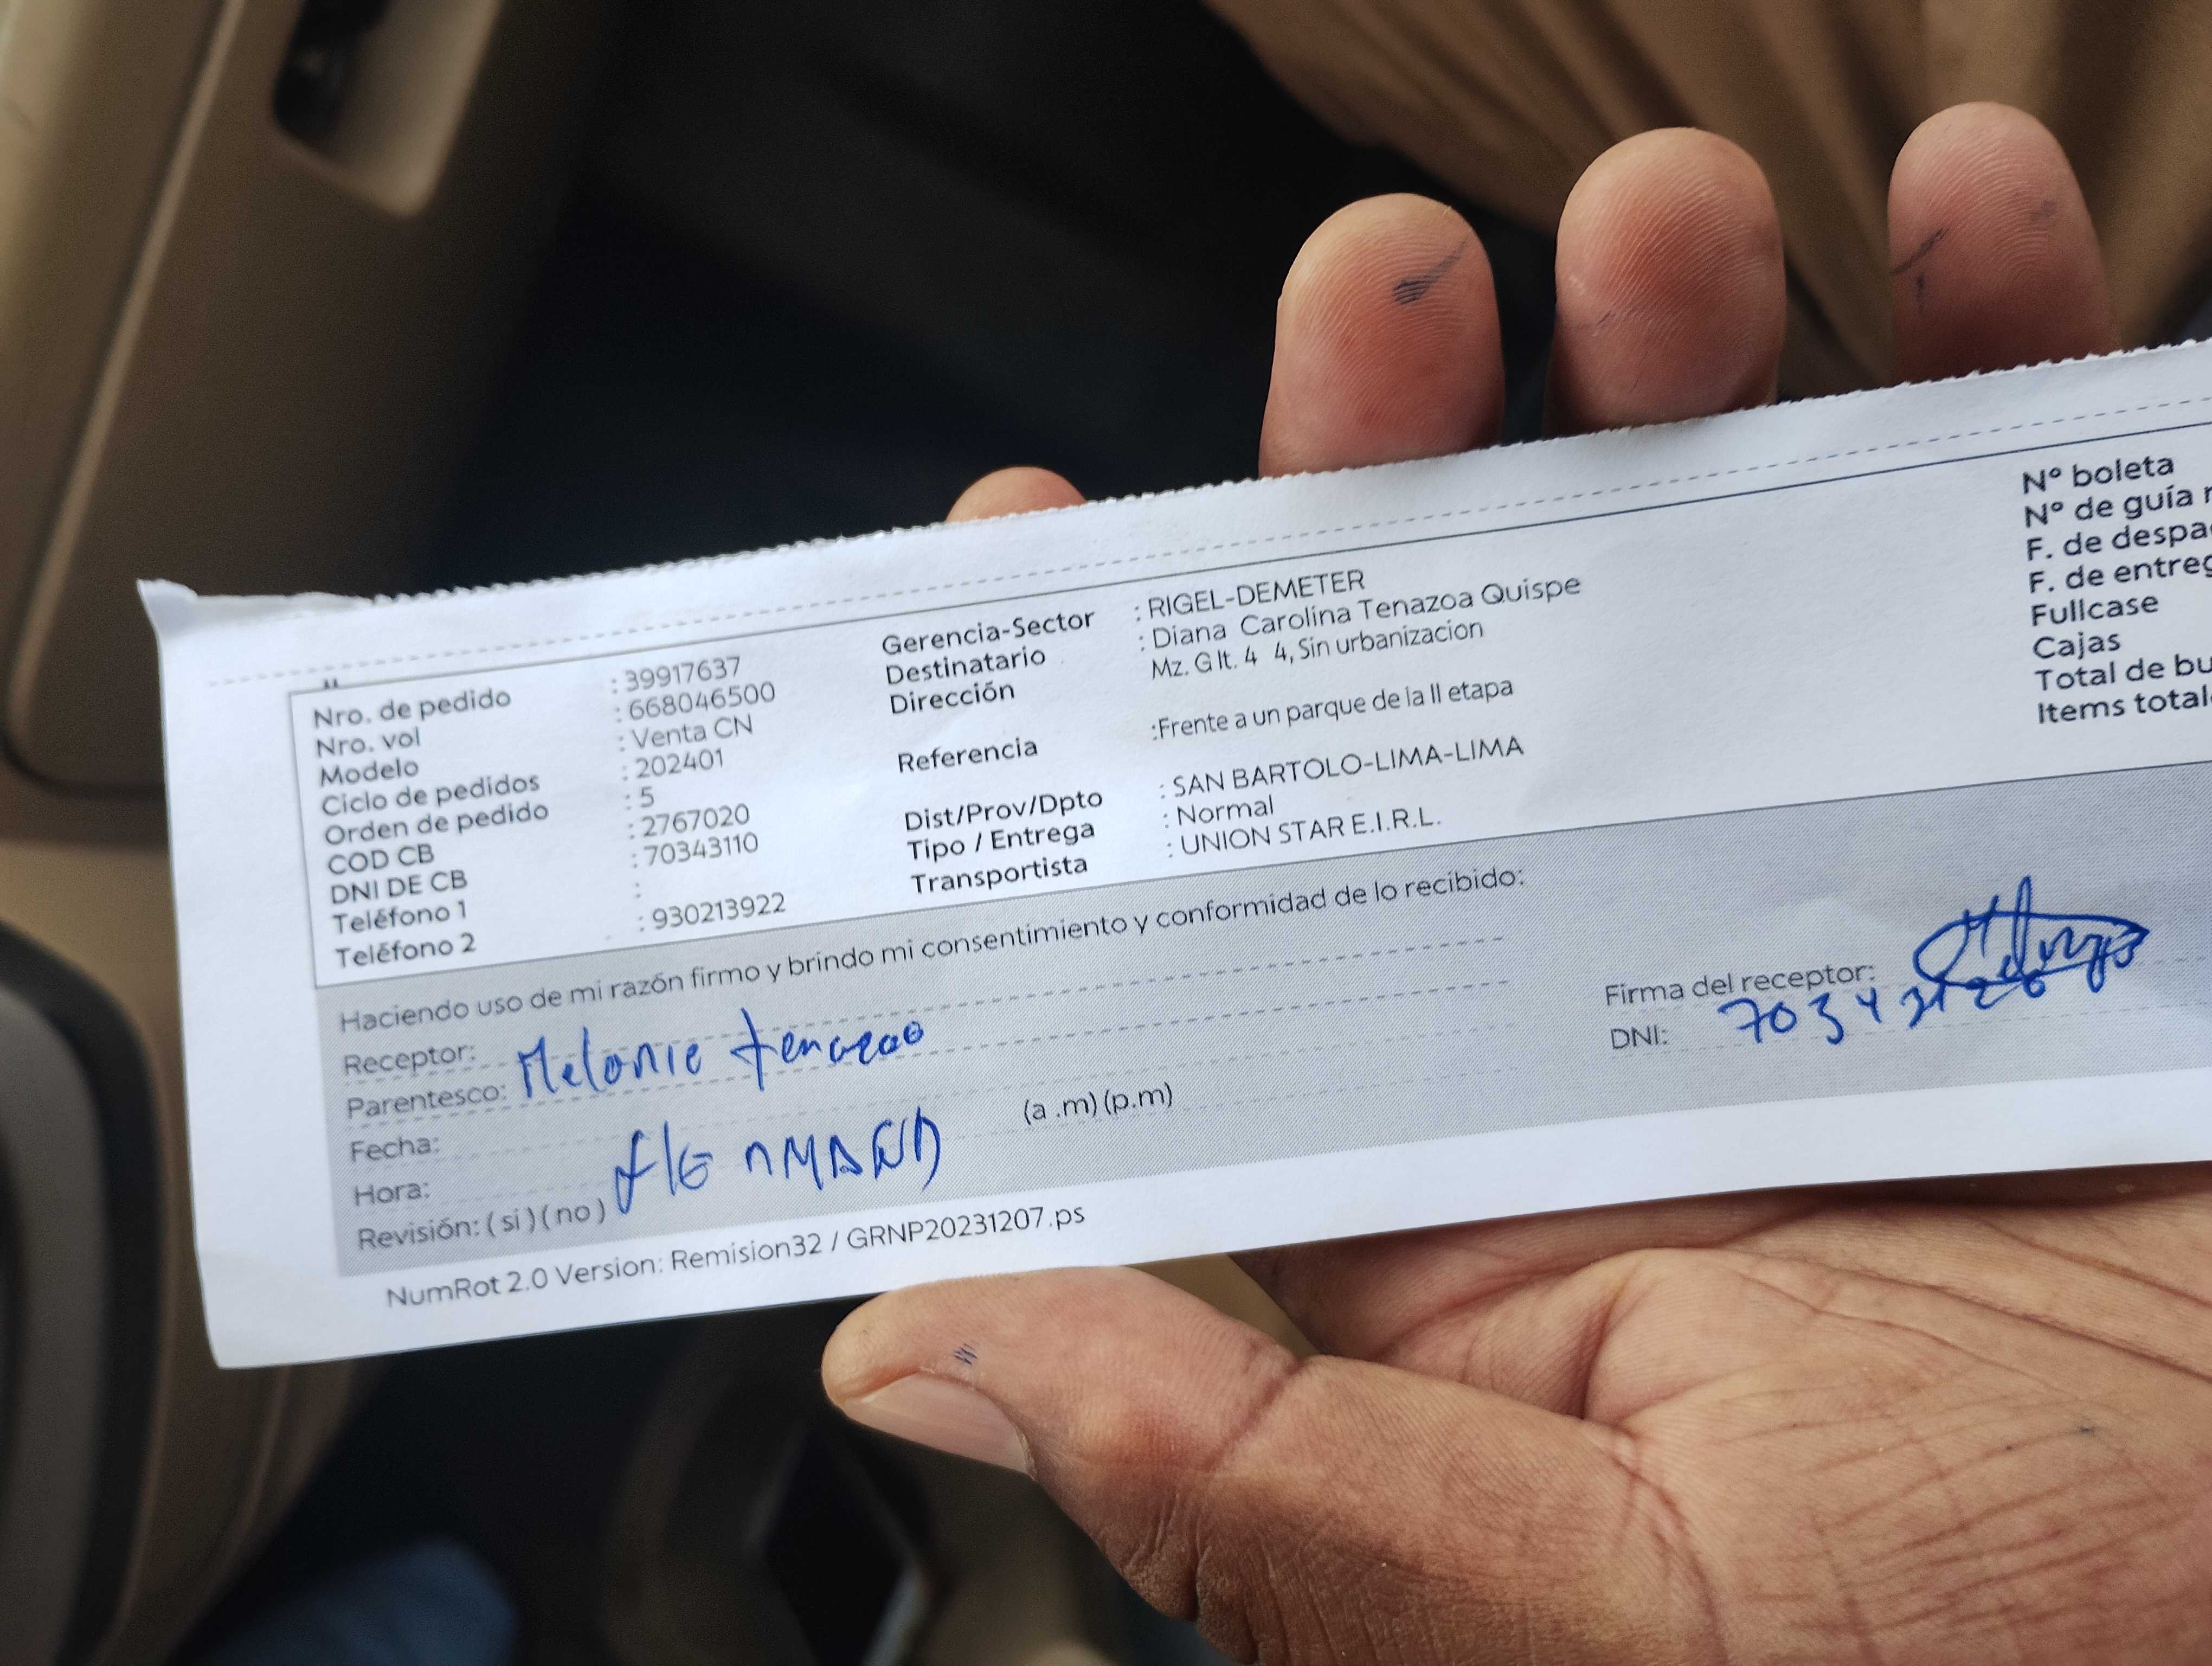 Nro. de pedido : 39917637
Nro. vol : 668046500
Modelo : Venta CN
Ciclo de pedidos : 202401
Orden de pedido : 5
COD CB : 2767020
DNI DE CB : 70343110
Teléfono 1 :
Teléfono 2 : 930213922
Gerencia-Sector : RIGEL-DEMETER
Destinatario : Diana Carolina Tenazoa Quispe
Dirección Mz. G lt. 4 4, Sin urbanizacion
Referencia :Frente a un parque de la II etapa
Dist/Prov/Dpto : SAN BARTOLO-LIMA-LIMA
Tipo / Entrega : Normal
Transportista : UNION STAR E.I.R.L.
Nº boleta
Nº de guía r
F. de despa
F. de entreg
Fullcase
Cajas
Total de bu
Items total
Haciendo uso de mi razón firmo y brindo mi consentimiento y conformidad de lo recibido:
Receptor: Melanie
Parentesco:
Fecha:
Hora: (a .m) (p.m)
Revisión: ( si ) ( no )
Firma del receptor:
DNI:
NumRot 2.0 Version: Remision32 / GRNP20231207.ps